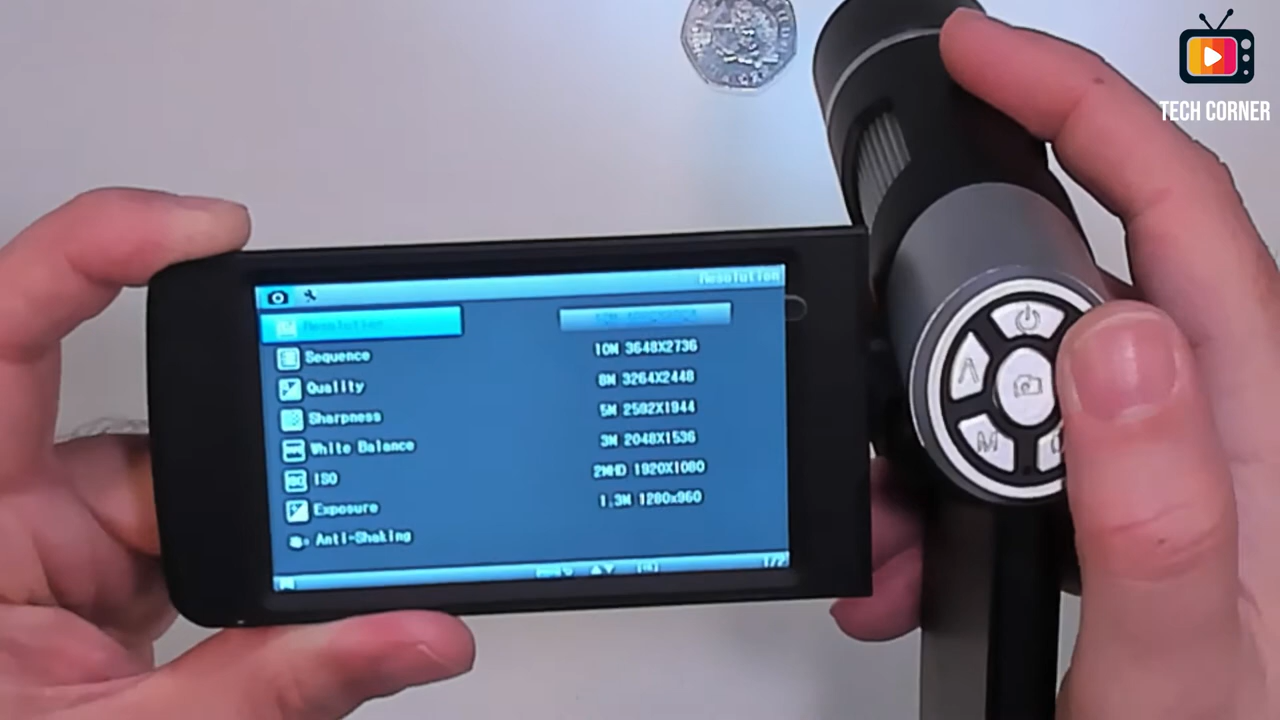 TECH CORNER
Resolution
Resolution
Sequence
10M 3648X2736
Quality
8M 3264X2448
Sharpness
5M 2592X1944
White Balance
3M 2048X1536
ISO
2MHD 1920X1080
Exposure
1.3M 1280x960
Anti-Shaking
1/2
M